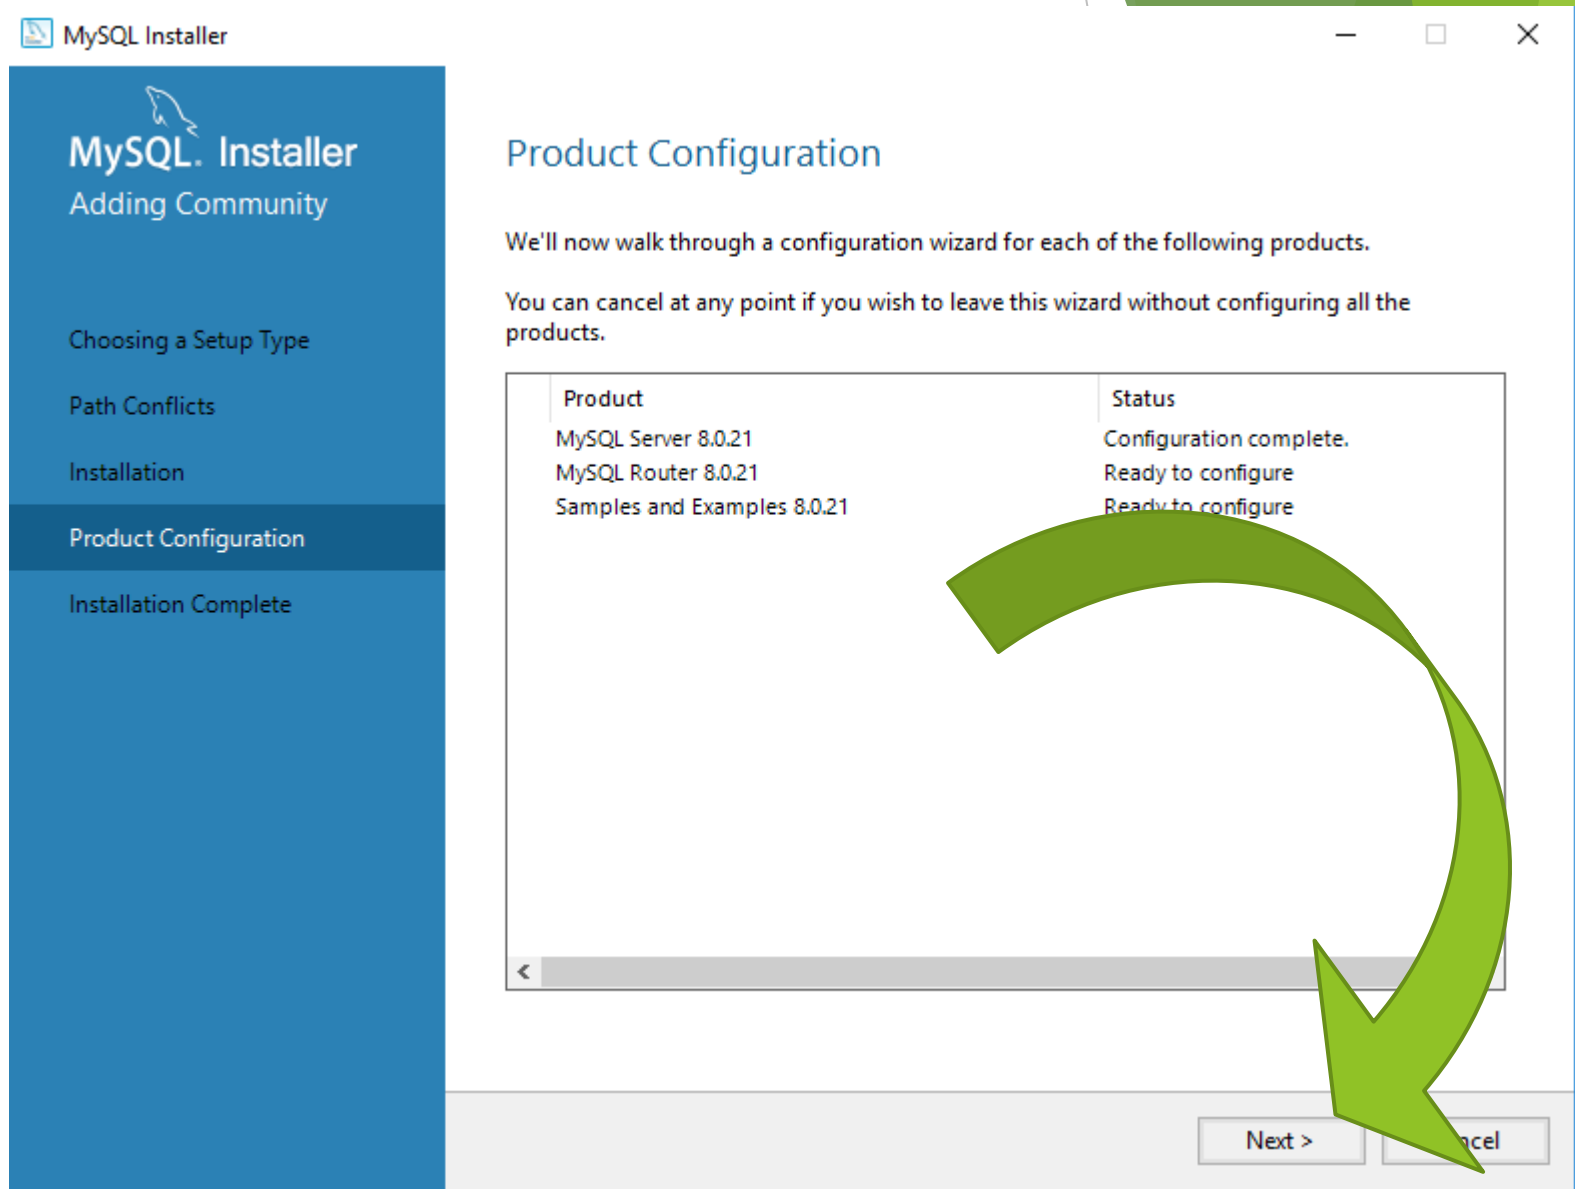 MySQL Installer
MySQL. Installer
Adding Community
Choosing a Setup Type
Path Conflicts
Installation
Product Configuration
Installation Complete
Product Configuration
We'll now walk through a configuration wizard for each of the following products.
You can cancel at any point if you wish to leave this wizard without configuring all the
products.
Product Status
MySQL Server 8.0.21 Configuration complete.
MySQL Router 8.0.21 Ready to configure
Samples and Examples 8.0.21 Ready to configure
Next >